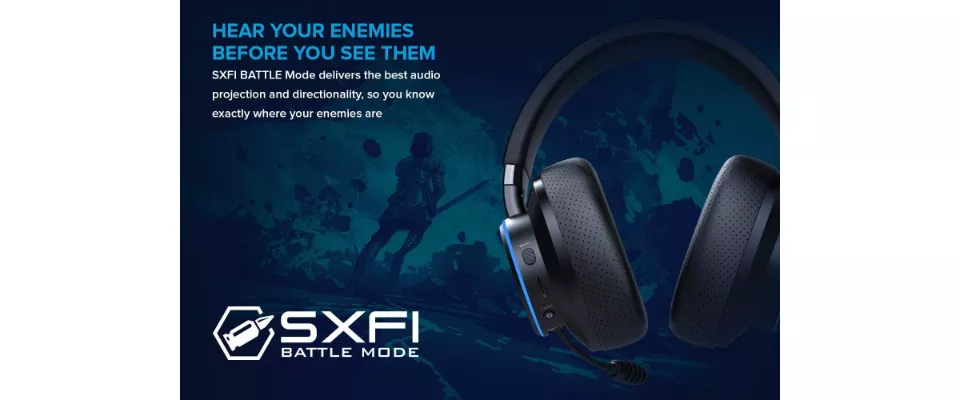 HEAR YOUR ENEMIES
BEFORE YOU SEE THEM
SXFI BATTLE Mode delivers the best audio
projection and directionality, so you know
exactly where your enemies are
SXFI
BATTLE MODE